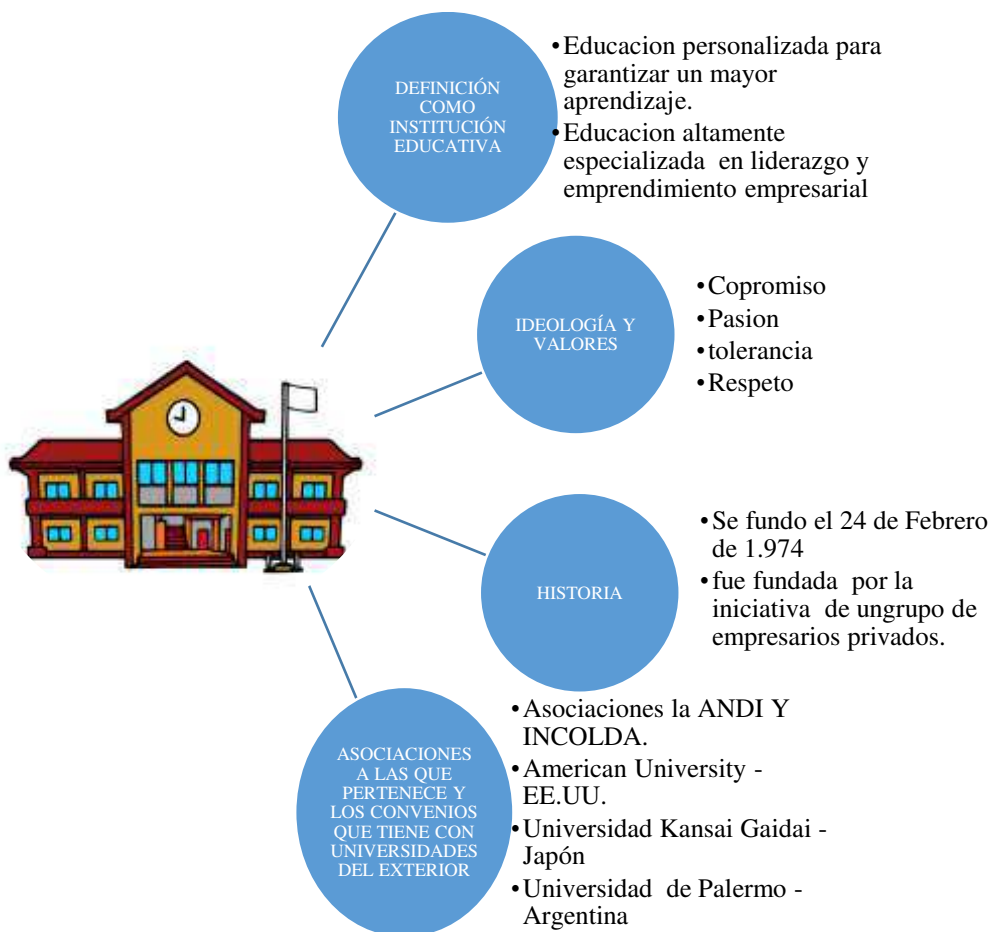 DEFINICIÓN
COMO
INSTITUCIÓN
EDUCATIVA
•Educacion personalizada para
garantizar un mayor
aprendizaje.
•Educacion altamente
especializada en liderazgo y
emprendimiento empresarial
IDEOLOGÍA Y
VALORES
•Copromiso
•Pasion
•tolerancia
•Respeto
HISTORIA
•Se fundo el 24 de Febrero
de 1.974
•fue fundada por la
iniciativa de ungrupo de
empresarios privados.
ASOCIACIONES
A LAS QUE
PERTENECE Y
LOS CONVENIOS
QUE TIENE CON
UNIVERSIDADES
DEL EXTERIOR
•Asociaciones la ANDI Y
INCOLDA.
•American University -
EE.UU.
•Universidad Kansai Gaidai -
Japón
•Universidad de Palermo -
Argentina